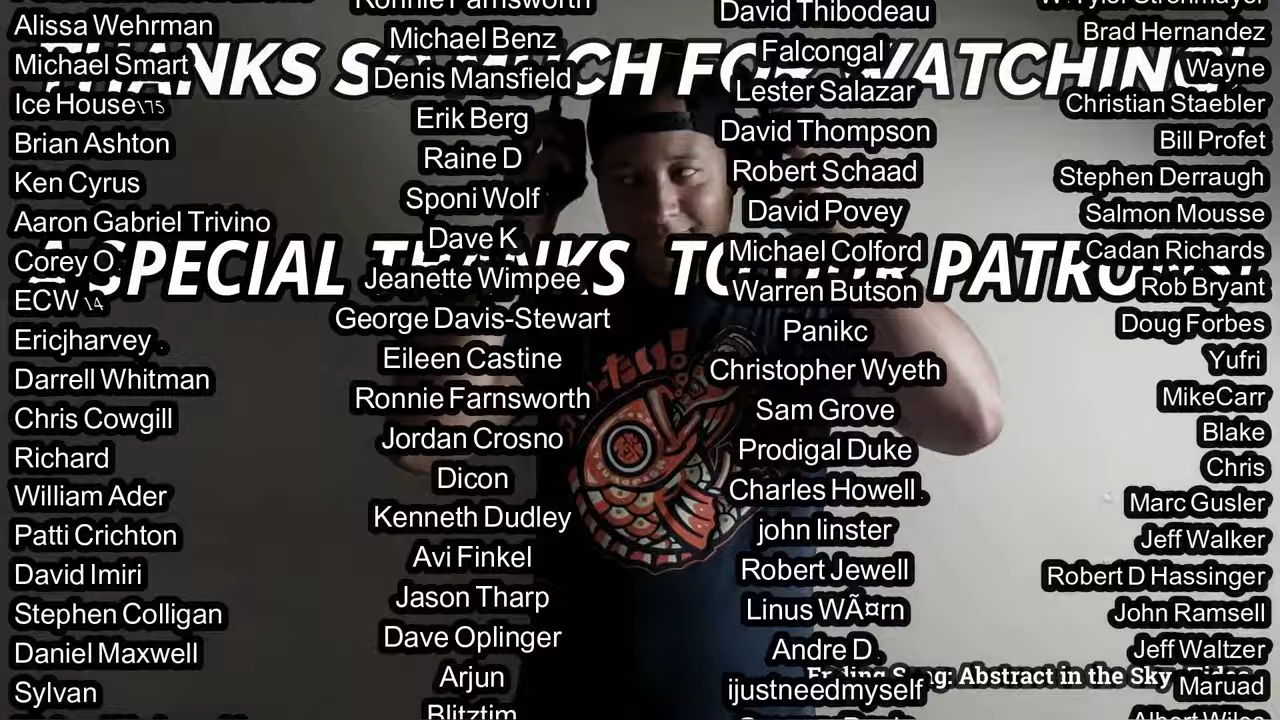 THANKS SO MUCH FOR WATCHING!
A SPECIAL THANKS TO OUR PATRONS!
Alissa Wehrman
Michael Smart
Ice House
Brian Ashton
Ken Cyrus
Aaron Gabriel Trivino
Corey O.
ECW
Ericjharvey .
Darrell Whitman
Chris Cowgill
Richard
William Ader
Patti Crichton
David Imiri
Stephen Colligan
Daniel Maxwell
Sylvan
Ronnie Farnsworth
Michael Benz
Denis Mansfield
Erik Berg
Raine D
Sponi Wolf
Dave K
Jeanette Wimpee
George Davis-Stewart
Eileen Castine
Ronnie Farnsworth
Jordan Crosno
Dicon
Kenneth Dudley
Avi Finkel
Jason Tharp
Dave Oplinger
Arjun
Blitztim
David Thibodeau
Falcongal
Lester Salazar
David Thompson
Robert Schaad
David Povey
Michael Colford
Warren Butson
Panikc
Christopher Wyeth
Sam Grove
Prodigal Duke
Charles Howell .
john linster
Robert Jewell
Linus WÃ¤rn
Andre D .
ijustneedmyself
Brad Hernandez
Wayne
Christian Staebler
Bill Profet
Stephen Derraugh
Salmon Mousse
Cadan Richards
Rob Bryant
Doug Forbes
Yufri
MikeCarr
Blake
Chris
Marc Gusler
Jeff Walker
Robert D Hassinger
John Ramsell
Jeff Waltzer
Maruad
Albert Wiles
Ending Song: Abstract in the Sky